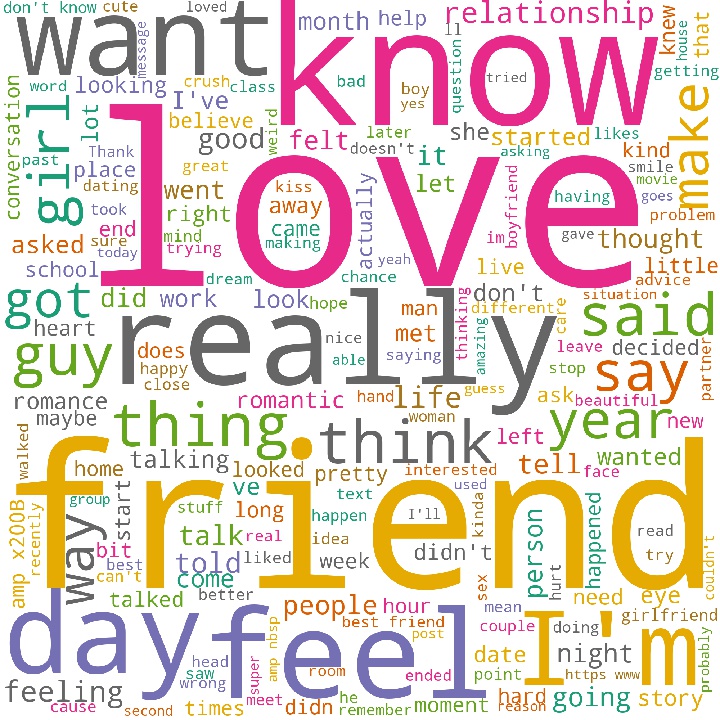 don't know
cute
loved
month
help
relationship
knew
house
that
want
message
know
ll
question
tried
getting
word
looking
crush
class
bad
boy
yes
conversation
girl
lot
I've
believe
good
weird
felt
later
doesn't
she
started
likes
make
asking
kind
smile
movie
goes
past
Thank
place
dating
great
went
kiss
away
love
actually
it
let
im
boyfriend
having
gave
thought
problem
took
right
came
making
yeah
end
mind
trying
asked
sure
today
school
dream
chance
live
little
advice
situation
got
did
work
look
hope
don't
different
said
heart
really
man
met
saying
thinking
amazing
care
leave
decided
partner
guy
does
happy
close
nice
able
stop
say
romance
maybe
romantic
hand
life
woman
guess
ask
beautiful
new
thing
think
left
year
walked
talking
wanted
tell
face
home
looked
pretty
interested
friend
group
ve
text
used
start
stuff
long
happen
I'll
kinda
person
happened
read
try
amp x200B
recently
way
bit
best
can't
talk
real
idea
told
liked
week
didn't
come
better
talked
sex
hurt
need
eye
couldn't
people
hour
mean
couple
doing
girlfriend
best friend
post
day
feel
I'm
head
saw
wrong
super
amp nbsp
room
ended
date
point
night
https www
probably
feeling
cause
second
times
meet
didn
he
remember
moment
hard
reason
going
story